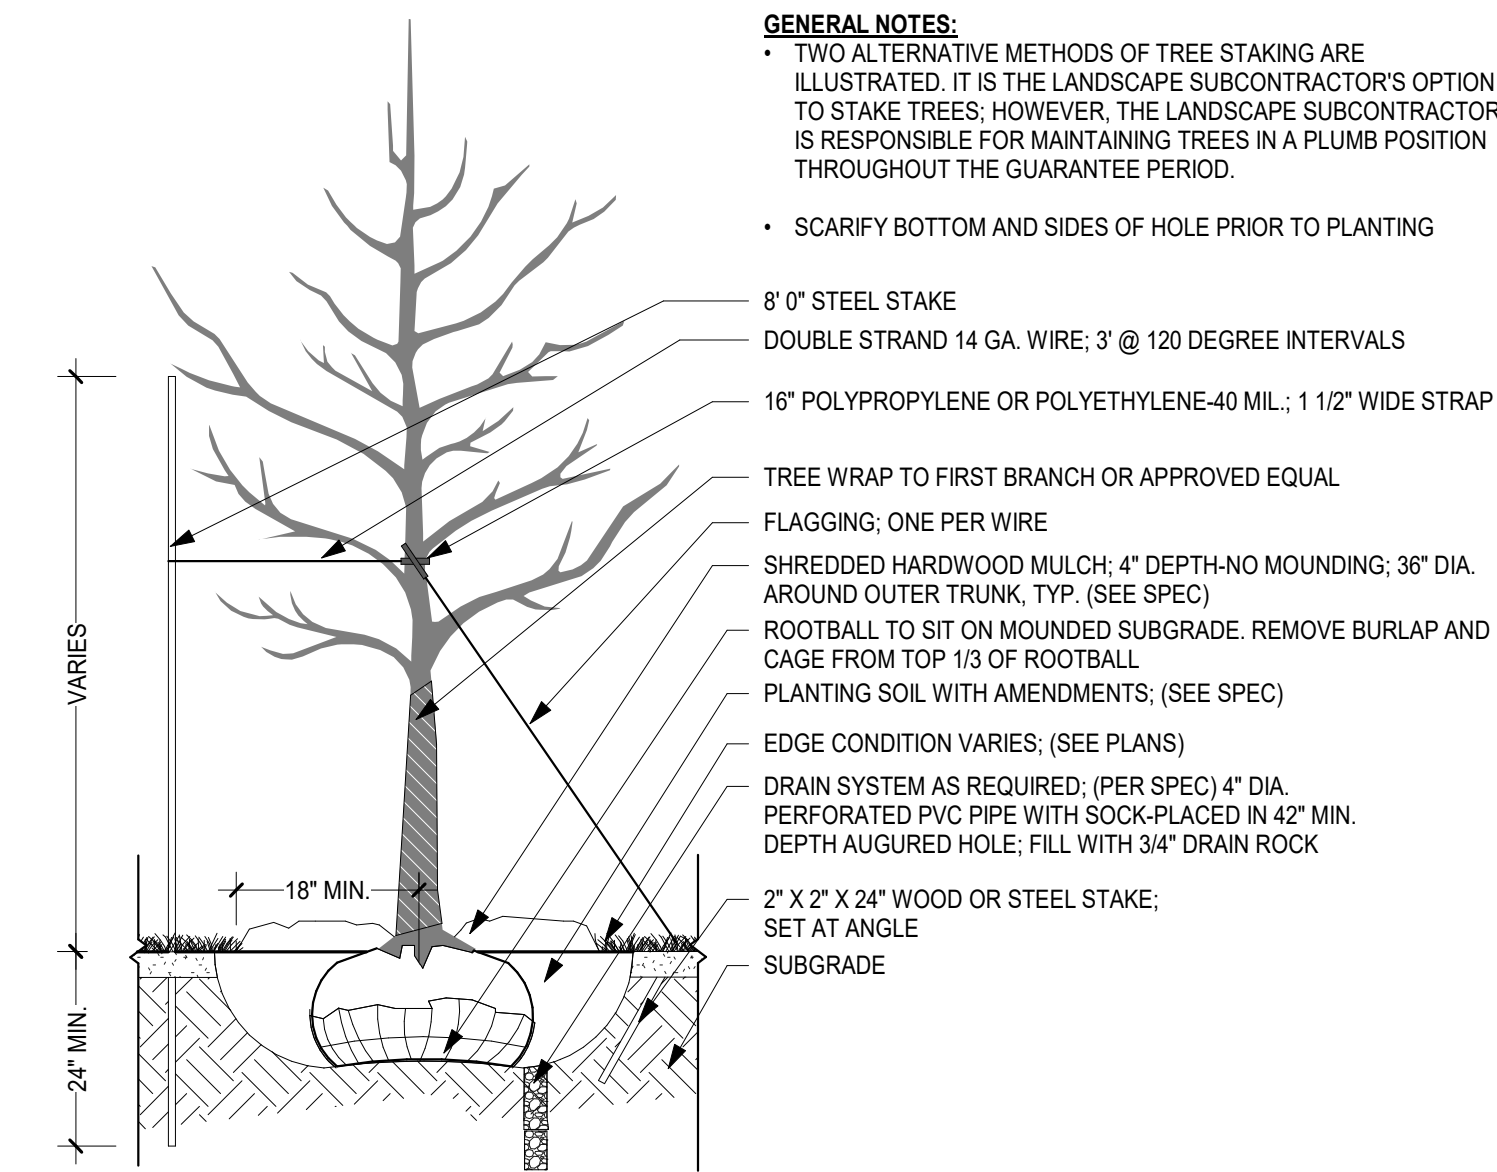 GENERAL NOTES:
• TWO ALTERNATIVE METHODS OF TREE STAKING ARE
ILLUSTRATED. IT IS THE LANDSCAPE SUBCONTRACTOR'S OPTION
TO STAKE TREES; HOWEVER, THE LANDSCAPE SUBCONTRACTOR
IS RESPONSIBLE FOR MAINTAINING TREES IN A PLUMB POSITION
THROUGHOUT THE GUARANTEE PERIOD.
• SCARIFY BOTTOM AND SIDES OF HOLE PRIOR TO PLANTING
8' 0" STEEL STAKE
DOUBLE STRAND 14 GA. WIRE; 3' @ 120 DEGREE INTERVALS
16" POLYPROPYLENE OR POLYETHYLENE-40 MIL.; 1 1/2" WIDE STRAP
TREE WRAP TO FIRST BRANCH OR APPROVED EQUAL
FLAGGING; ONE PER WIRE
SHREDDED HARDWOOD MULCH; 4" DEPTH-NO MOUNDING; 36" DIA.
AROUND OUTER TRUNK, TYP. (SEE SPEC)
ROOTBALL TO SIT ON MOUNDED SUBGRADE. REMOVE BURLAP AND
CAGE FROM TOP 1/3 OF ROOTBALL
PLANTING SOIL WITH AMENDMENTS; (SEE SPEC)
EDGE CONDITION VARIES; (SEE PLANS)
DRAIN SYSTEM AS REQUIRED; (PER SPEC) 4" DIA.
PERFORATED PVC PIPE WITH SOCK-PLACED IN 42" MIN.
DEPTH AUGURED HOLE; FILL WITH 3/4" DRAIN ROCK
2" X 2" X 24" WOOD OR STEEL STAKE;
SET AT ANGLE
SUBGRADE
VARIES
18" MIN.
24" MIN.